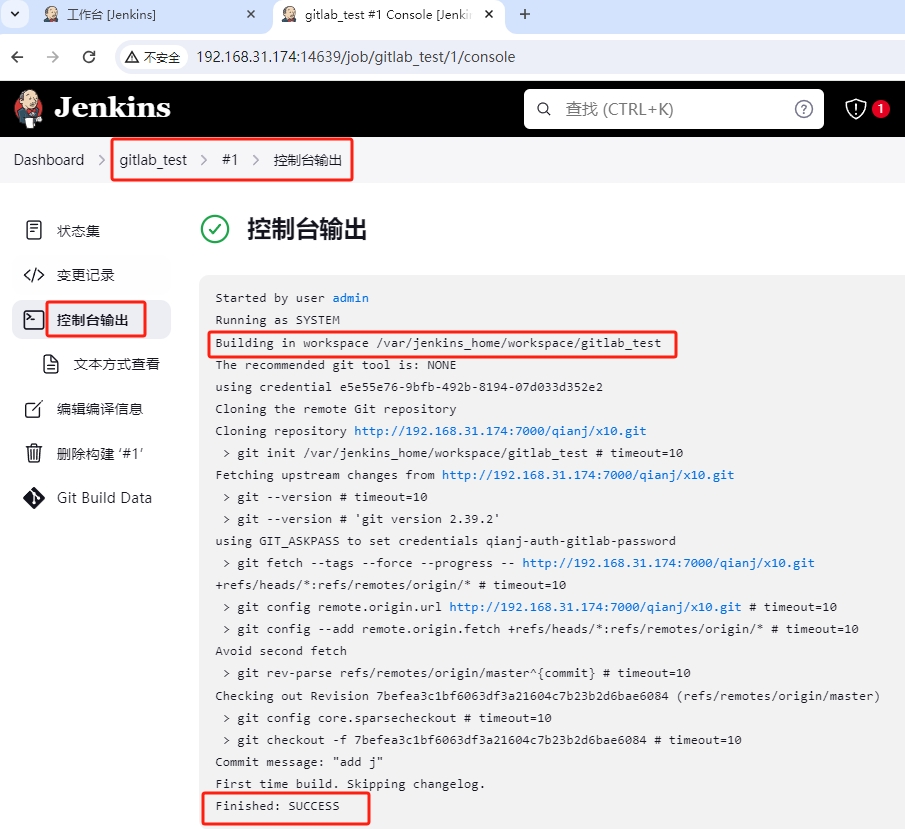 工作台 [Jenkins]
gitlab_test #1 Console [Jenki
不安全
192.168.31.174:14639/job/gitlab_test/1/console
Jenkins
查找 (CTRL+K)
1
Dashboard
gitlab_test
#1
控制台输出
状态集
变更记录
控制台输出
文本方式查看
编辑编译信息
删除构建 ‘#1’
Git Build Data
控制台输出
Started by user admin
Running as SYSTEM
Building in workspace /var/jenkins_home/workspace/gitlab_test
The recommended git tool is: NONE
using credential e5e55e76-9bfb-492b-8194-07d033d352e2
Cloning the remote Git repository
Cloning repository http://192.168.31.174:7000/qianj/x10.git
> git init /var/jenkins_home/workspace/gitlab_test # timeout=10
Fetching upstream changes from http://192.168.31.174:7000/qianj/x10.git
> git --version # timeout=10
> git --version # 'git version 2.39.2'
using GIT_ASKPASS to set credentials qianj-auth-gitlab-password
> git fetch --tags --force --progress -- http://192.168.31.174:7000/qianj/x10.git
+refs/heads/*:refs/remotes/origin/* # timeout=10
> git config remote.origin.url http://192.168.31.174:7000/qianj/x10.git # timeout=10
> git config --add remote.origin.fetch +refs/heads/*:refs/remotes/origin/* # timeout=10
Avoid second fetch
> git rev-parse refs/remotes/origin/master^{commit} # timeout=10
Checking out Revision 7befea3c1bf6063df3a21604c7b23b2d6bae6084 (refs/remotes/origin/master)
> git config core.sparsecheckout # timeout=10
> git checkout -f 7befea3c1bf6063df3a21604c7b23b2d6bae6084 # timeout=10
Commit message: "add j"
First time build. Skipping changelog.
Finished: SUCCESS